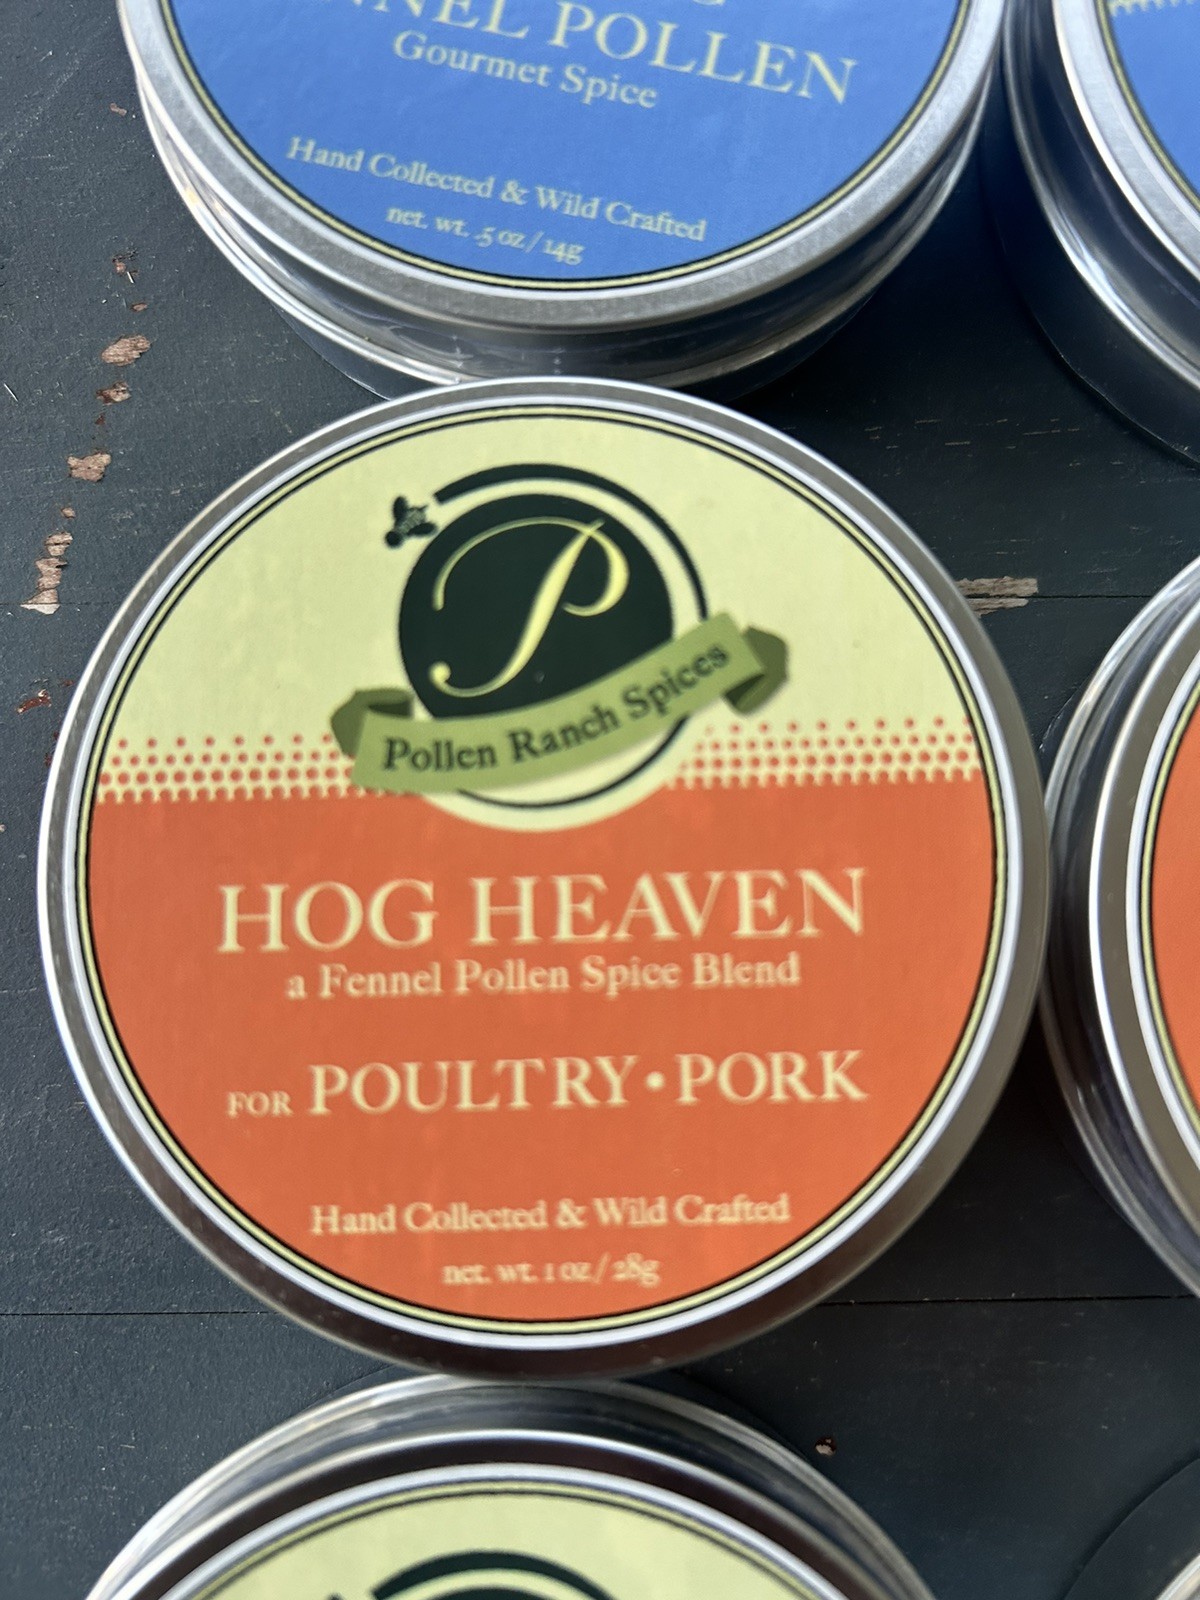 POLLEN
Gourmet Spice
Hand Collected & Wild Crafted
net. wt. .5 oz / 14g
P
Pollen Ranch Spices
HOG HEAVEN
a Fennel Pollen Spice Blend
FOR POULTRY • PORK
Hand Collected & Wild Crafted
net. wt. 1 oz / 28g